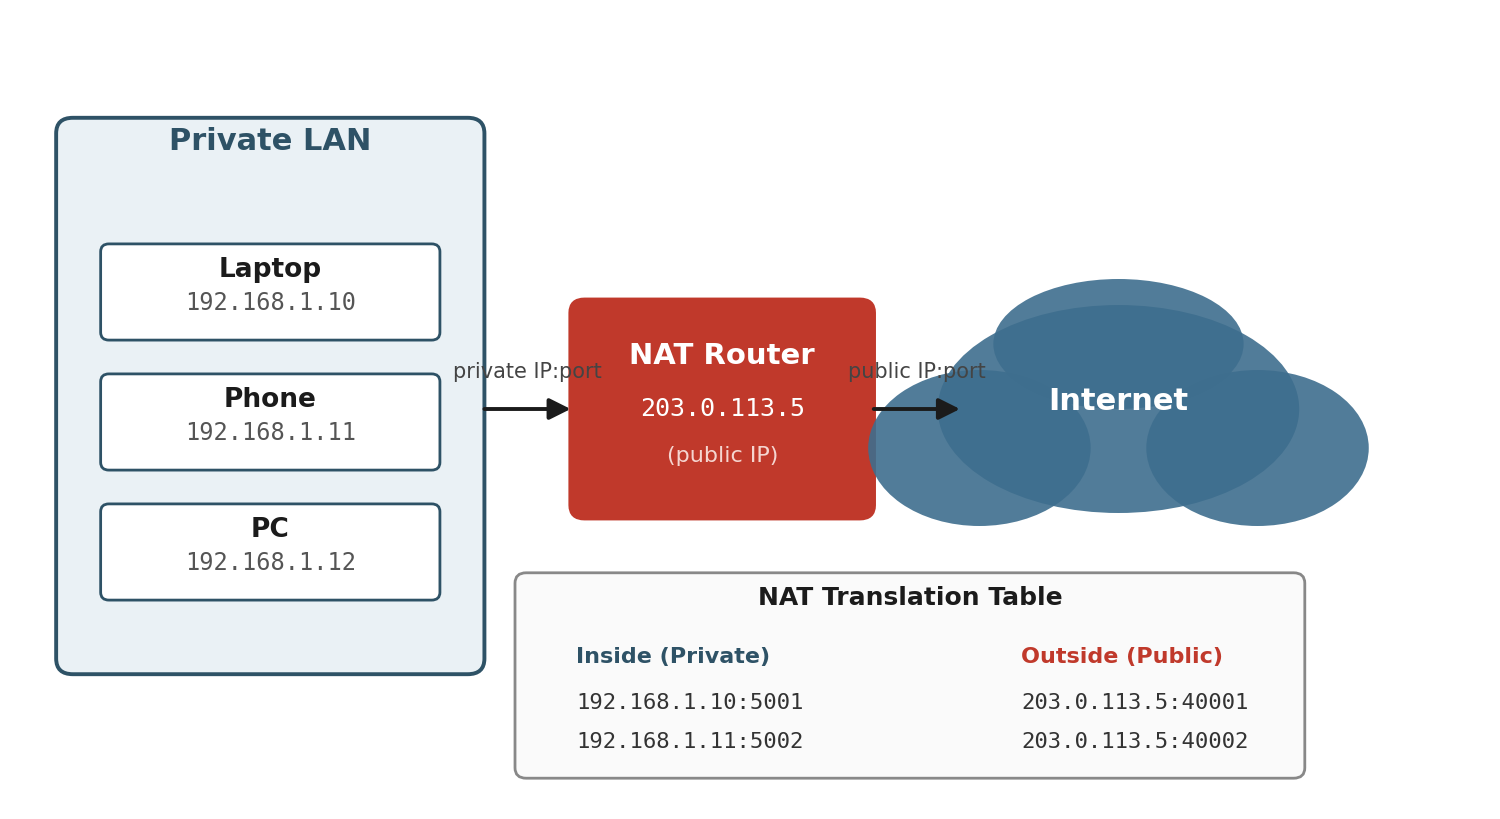 Private LAN
Laptop
192.168.1.10
Phone
192.168.1.11
PC
192.168.1.12
private IP:port
NAT Router
203.0.113.5
(public IP)
public IP:port
Internet
NAT Translation Table
Inside (Private) Outside (Public)
192.168.1.10:5001 203.0.113.5:40001
192.168.1.11:5002 203.0.113.5:40002